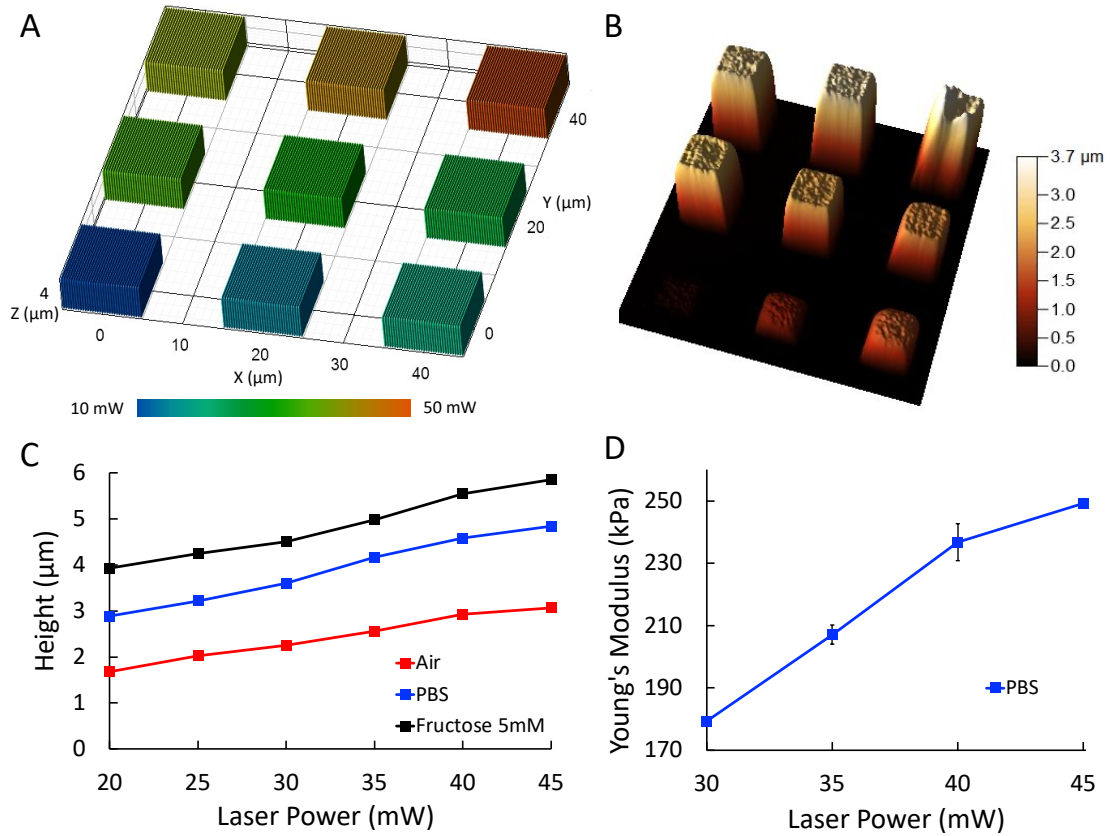 A
B
4
Z (µm)
0
10
20
30
40
X (µm)
0
20
40
Y (µm)
10 mW
50 mW
3.7 µm
3.0
2.5
2.0
1.5
1.0
0.5
0.0
C
6
5
4
3
2
1
0
Height (µm)
Air
PBS
Fructose 5mM
20 25 30 35 40 45
Laser Power (mW)
D
250
230
210
190
170
Young's Modulus (kPa)
PBS
30 35 40 45
Laser Power (mW)